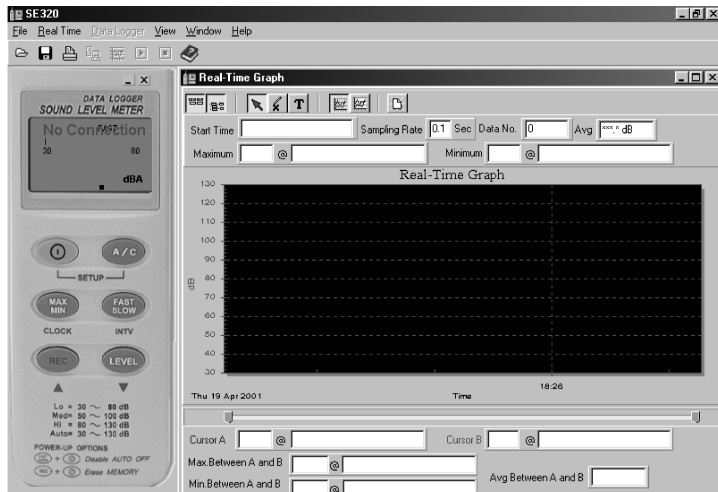 SE320
File Real Time Data Logger View Window Help
DATA LOGGER
SOUND LEVEL METER
No Connection
FAST
30 80
dBA
A/C
SETUP
MAX
MIN
FAST
SLOW
CLOCK INTV
REC LEVEL
Lo = 30 ~ 80 dB
Med= 50 ~ 100 dB
Hi = 80 ~ 130 dB
Auto= 30 ~ 130 dB
POWER-UP OPTIONS
+ Disable AUTO OFF
REC + Erase MEMORY
Real-Time Graph
T
Start Time Sampling Rate 0.1 Sec Data No. 0 Avg ***.* dB
Maximum @ Minimum @
Real-Time Graph
130
120
110
100
90
80
70
60
50
40
30
dB
18:26
Thu 19 Apr 2001 Time
Cursor A @ Cursor B @
Max.Between A and B @
Min.Between A and B @
Avg Between A and B